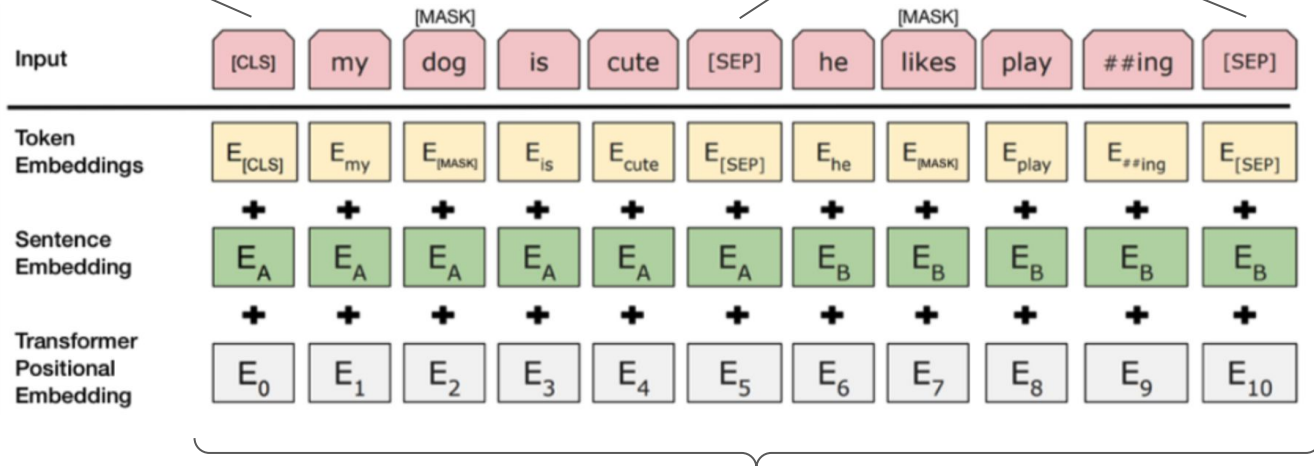 [MASK] [MASK]
Input [CLS] my dog is cute [SEP] he likes play ##ing [SEP]
Token
Embeddings E[CLS] Emy E[MASK] Eis Ecute E[SEP] Ehe E[MASK] Eplay E##ing E[SEP]
+ + + + + + + + + + +
Sentence
Embedding EA EA EA EA EA EA EB EB EB EB EB
+ + + + + + + + + + +
Transformer
Positional
Embedding E0 E1 E2 E3 E4 E5 E6 E7 E8 E9 E10